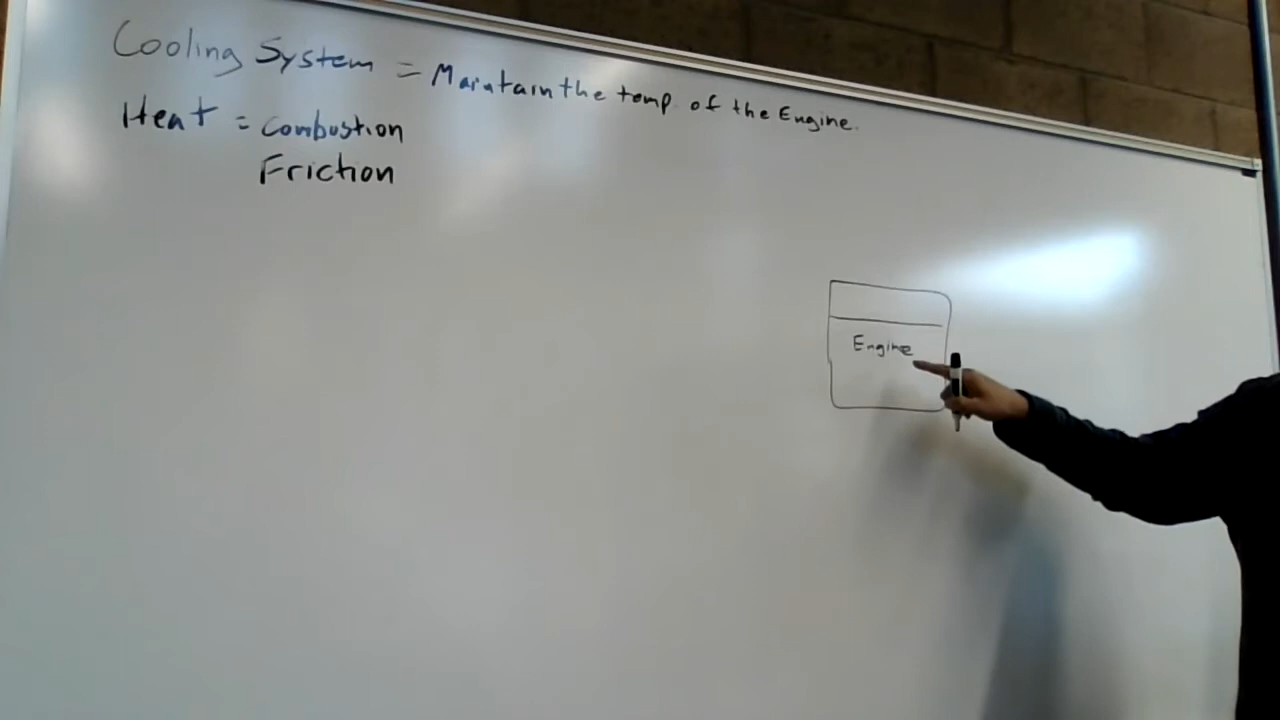 Cooling System = Maintain the temp. of the Engine.
Heat = Combustion
Friction
Engine